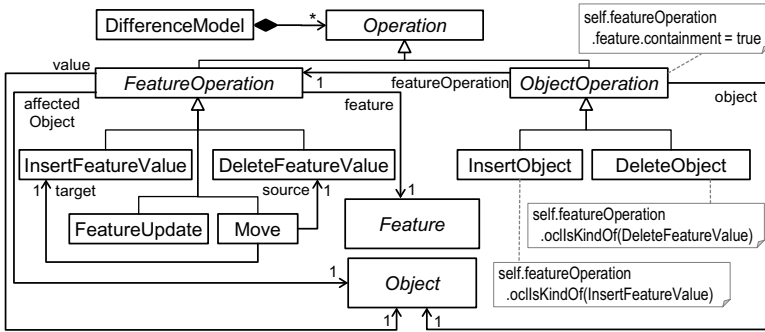 DifferenceModel
*
Operation
self.featureOperation
.feature.containment = true
value
FeatureOperation
1
featureOperation
ObjectOperation
affected
Object
feature
object
InsertFeatureValue
DeleteFeatureValue
InsertObject
DeleteObject
1
target
source
1
1
FeatureUpdate
Move
Feature
self.featureOperation
.oclIsKindOf(DeleteFeatureValue)
1
Object
self.featureOperation
.oclIsKindOf(InsertFeatureValue)
1
1